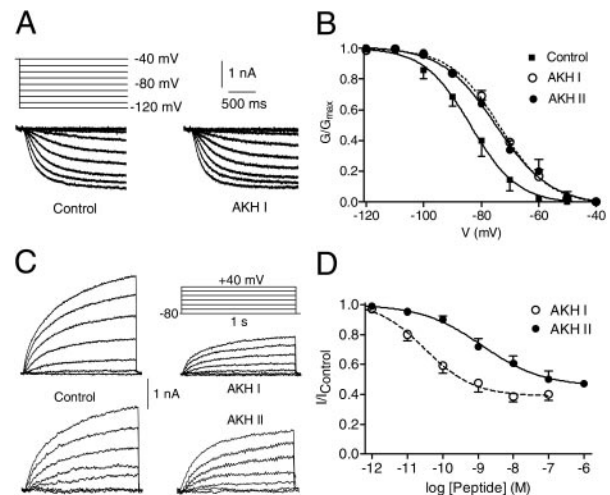 A
-40 mV
-80 mV
-120 mV
1 nA
500 ms
Control
AKH I
B
G/Gmax
1.0
0.8
0.6
0.4
0.2
0.0
-120
-100
-80
-60
-40
V (mV)
Control
AKH I
AKH II
C
+40 mV
-80
1 s
Control
1 nA
AKH I
AKH II
D
I/IControl
1.0
0.8
0.6
0.4
0.2
0.0
-12
-11
-10
-9
-8
-7
-6
log [Peptide] (M)
AKH I
AKH II